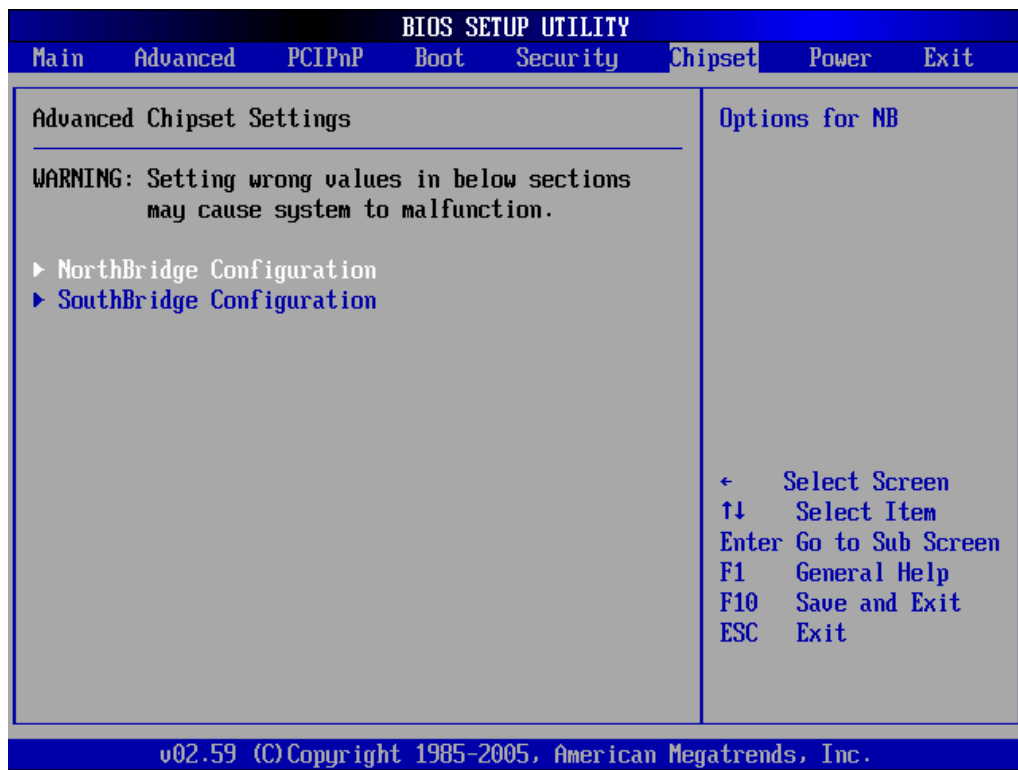 BIOS SETUP UTILITY
Main Advanced PCIPnP Boot Security Chipset Power Exit
Advanced Chipset Settings
WARNING: Setting wrong values in below sections
may cause system to malfunction.
▶ NorthBridge Configuration
▶ SouthBridge Configuration
Options for NB
← Select Screen
↑↓ Select Item
Enter Go to Sub Screen
F1 General Help
F10 Save and Exit
ESC Exit
v02.59 (C)Copyright 1985-2005, American Megatrends, Inc.